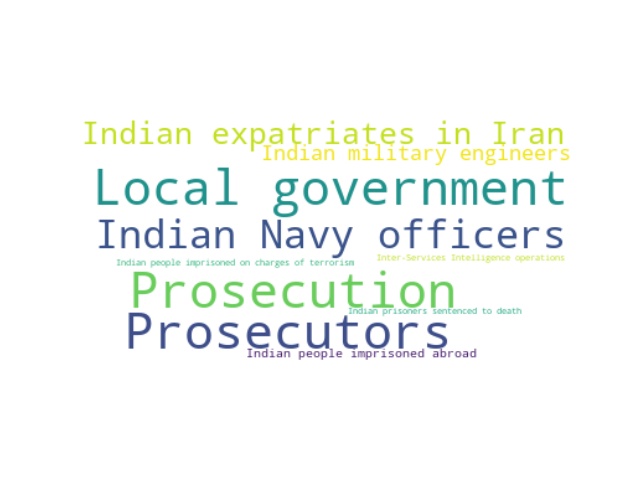 Indian expatriates in Iran
Indian military engineers
Local government
Indian Navy officers
Inter-Services Intelligence operations
Indian people imprisoned on charges of terrorism
Prosecution
Indian prisoners sentenced to death
Prosecutors
Indian people imprisoned abroad